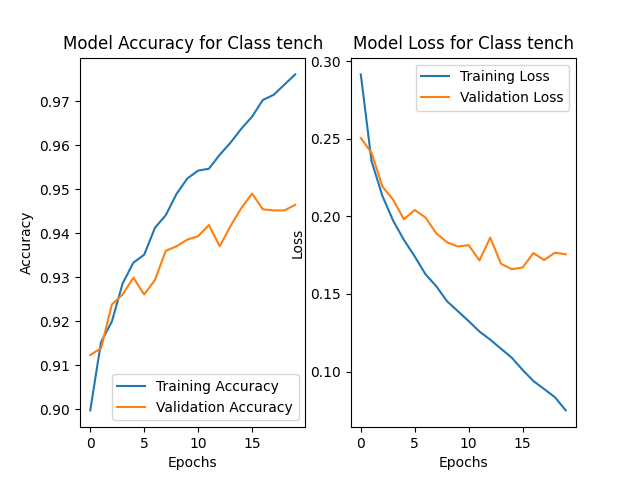 Model Accuracy for Class tench
Accuracy
0.97
0.96
0.95
0.94
0.93
0.92
0.91
0.90
Training Accuracy
Validation Accuracy
0
5
10
15
Epochs
Model Loss for Class tench
Loss
0.30
0.25
0.20
0.15
0.10
Training Loss
Validation Loss
0
5
10
15
Epochs